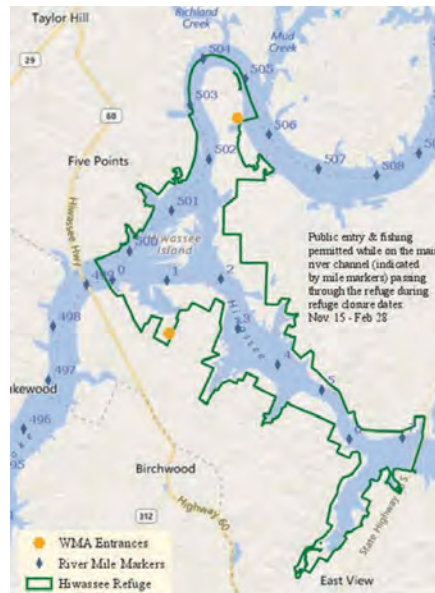 Richland
Creek
Taylor Hill
Mud
Creek
504
505
29
503
60
506
502
Five Points
507
501
Hiwassee Hwy
500
Hiwassee
Island
0
1
2
Public entry & fishing
permitted while on the main
river channel (indicated
by mile markers) passing
through the refuge during
refuge closure dates.
Nov. 15 - Feb 28
498
Hiwassee
3
4
497
5
akewood
496
6
95
Birchwood
Highway 60
312
State Highway
WMA Entrances
River Mile Markers
Hiwassee Refuge
East View